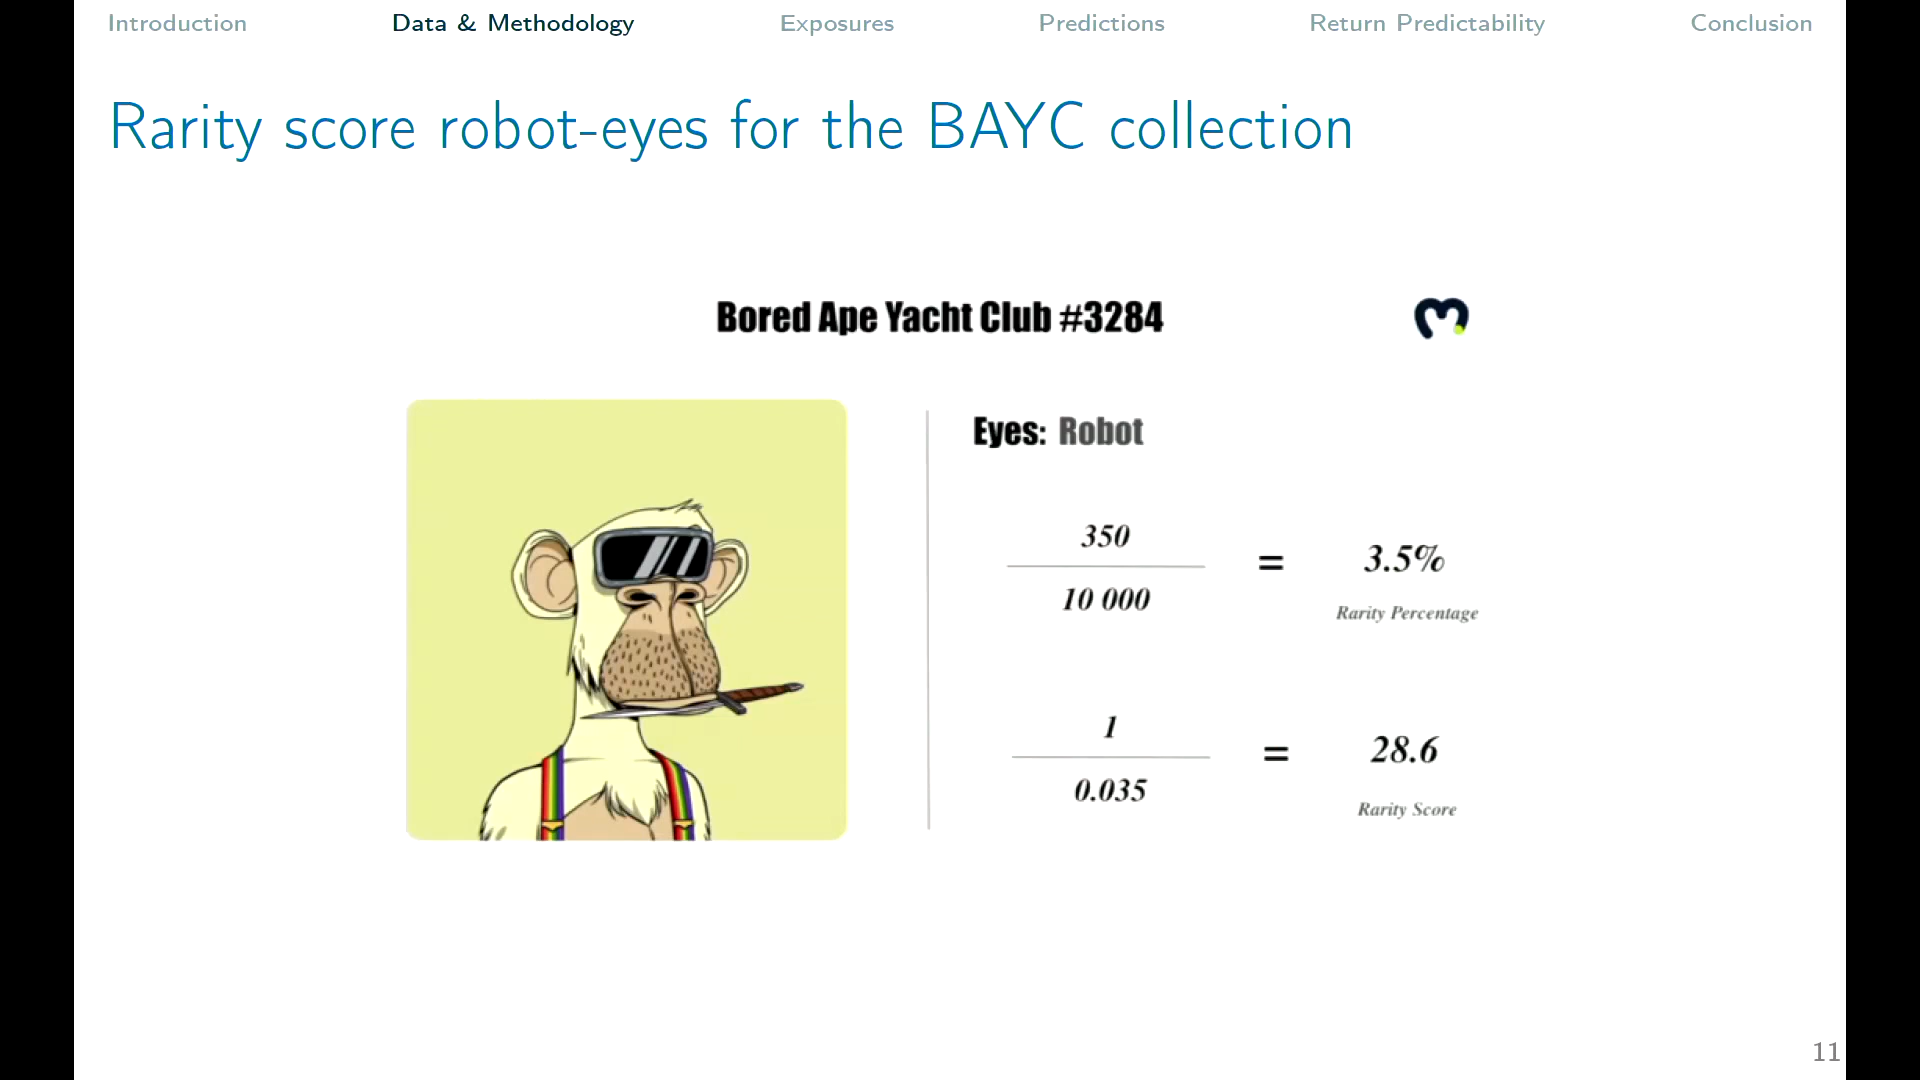 Introduction Data & Methodology Exposures Predictions Return Predictability Conclusion
Rarity score robot-eyes for the BAYC collection
Bored Ape Yacht Club #3284
Eyes: Robot
350
10 000
=
3.5%
Rarity Percentage
1
0.035
=
28.6
Rarity Score
11